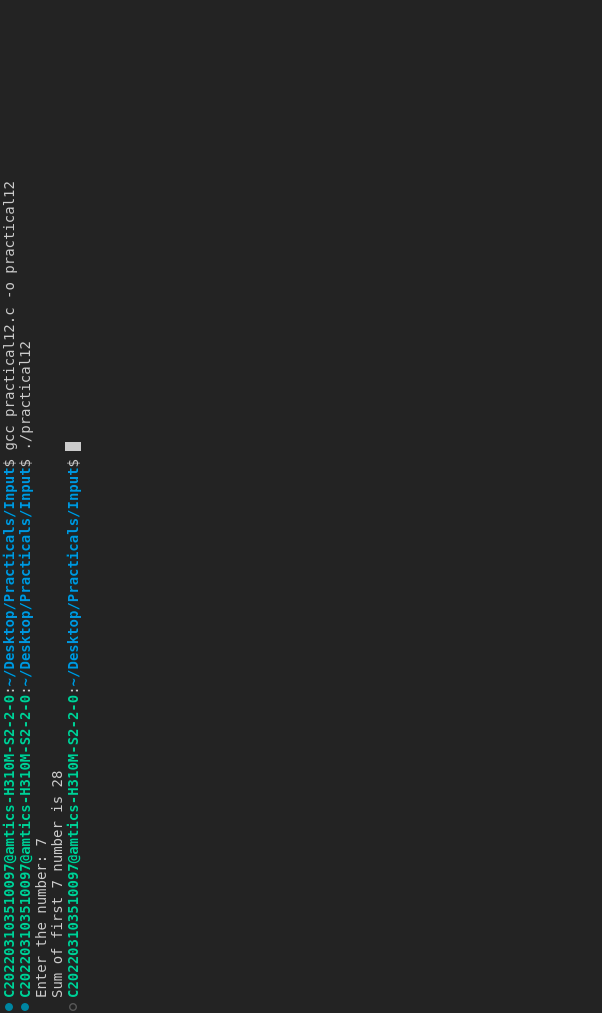 C202203103510097@amtics-H310M-S2-2-0:~/Desktop/Practicals/Input$ gcc practical12.c -o practical12
C202203103510097@amtics-H310M-S2-2-0:~/Desktop/Practicals/Input$ ./practical12
Enter the number: 7
Sum of first 7 number is 28
C202203103510097@amtics-H310M-S2-2-0:~/Desktop/Practicals/Input$